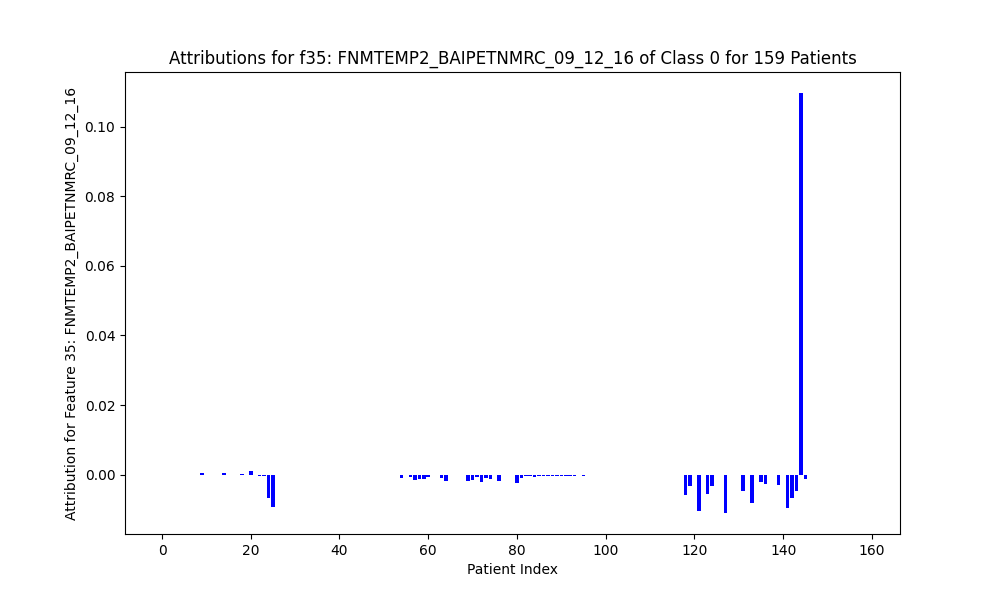 Attributions for f35: FNMTEMP2_BAIPETNMRC_09_12_16 of Class 0 for 159 Patients
Attribution for Feature 35: FNMTEMP2_BAIPETNMRC_09_12_16
0.10
0.08
0.06
0.04
0.02
0.00
0 20 40 60 80 100 120 140 160
Patient Index